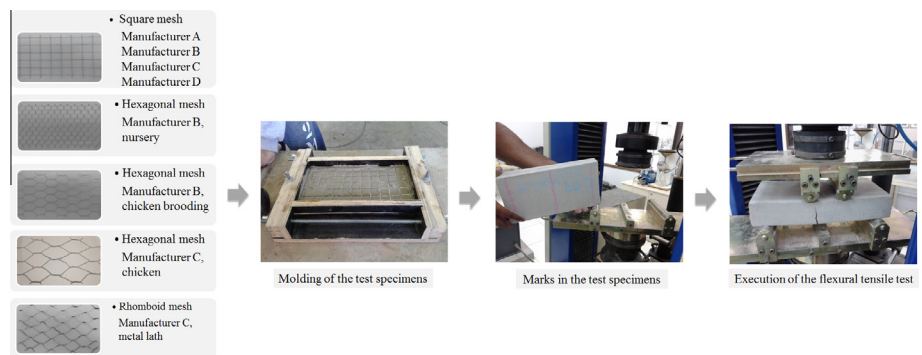 • Square mesh
Manufacturer A
Manufacturer B
Manufacturer C
Manufacturer D
• Hexagonal mesh
Manufacturer B,
nursery
• Hexagonal mesh
Manufacturer B,
chicken brooding
• Hexagonal mesh
Manufacturer C,
chicken
• Rhomboid mesh
Manufacturer C,
metal lath
Molding of the test specimens
Marks in the test specimens
Execution of the flexural tensile test